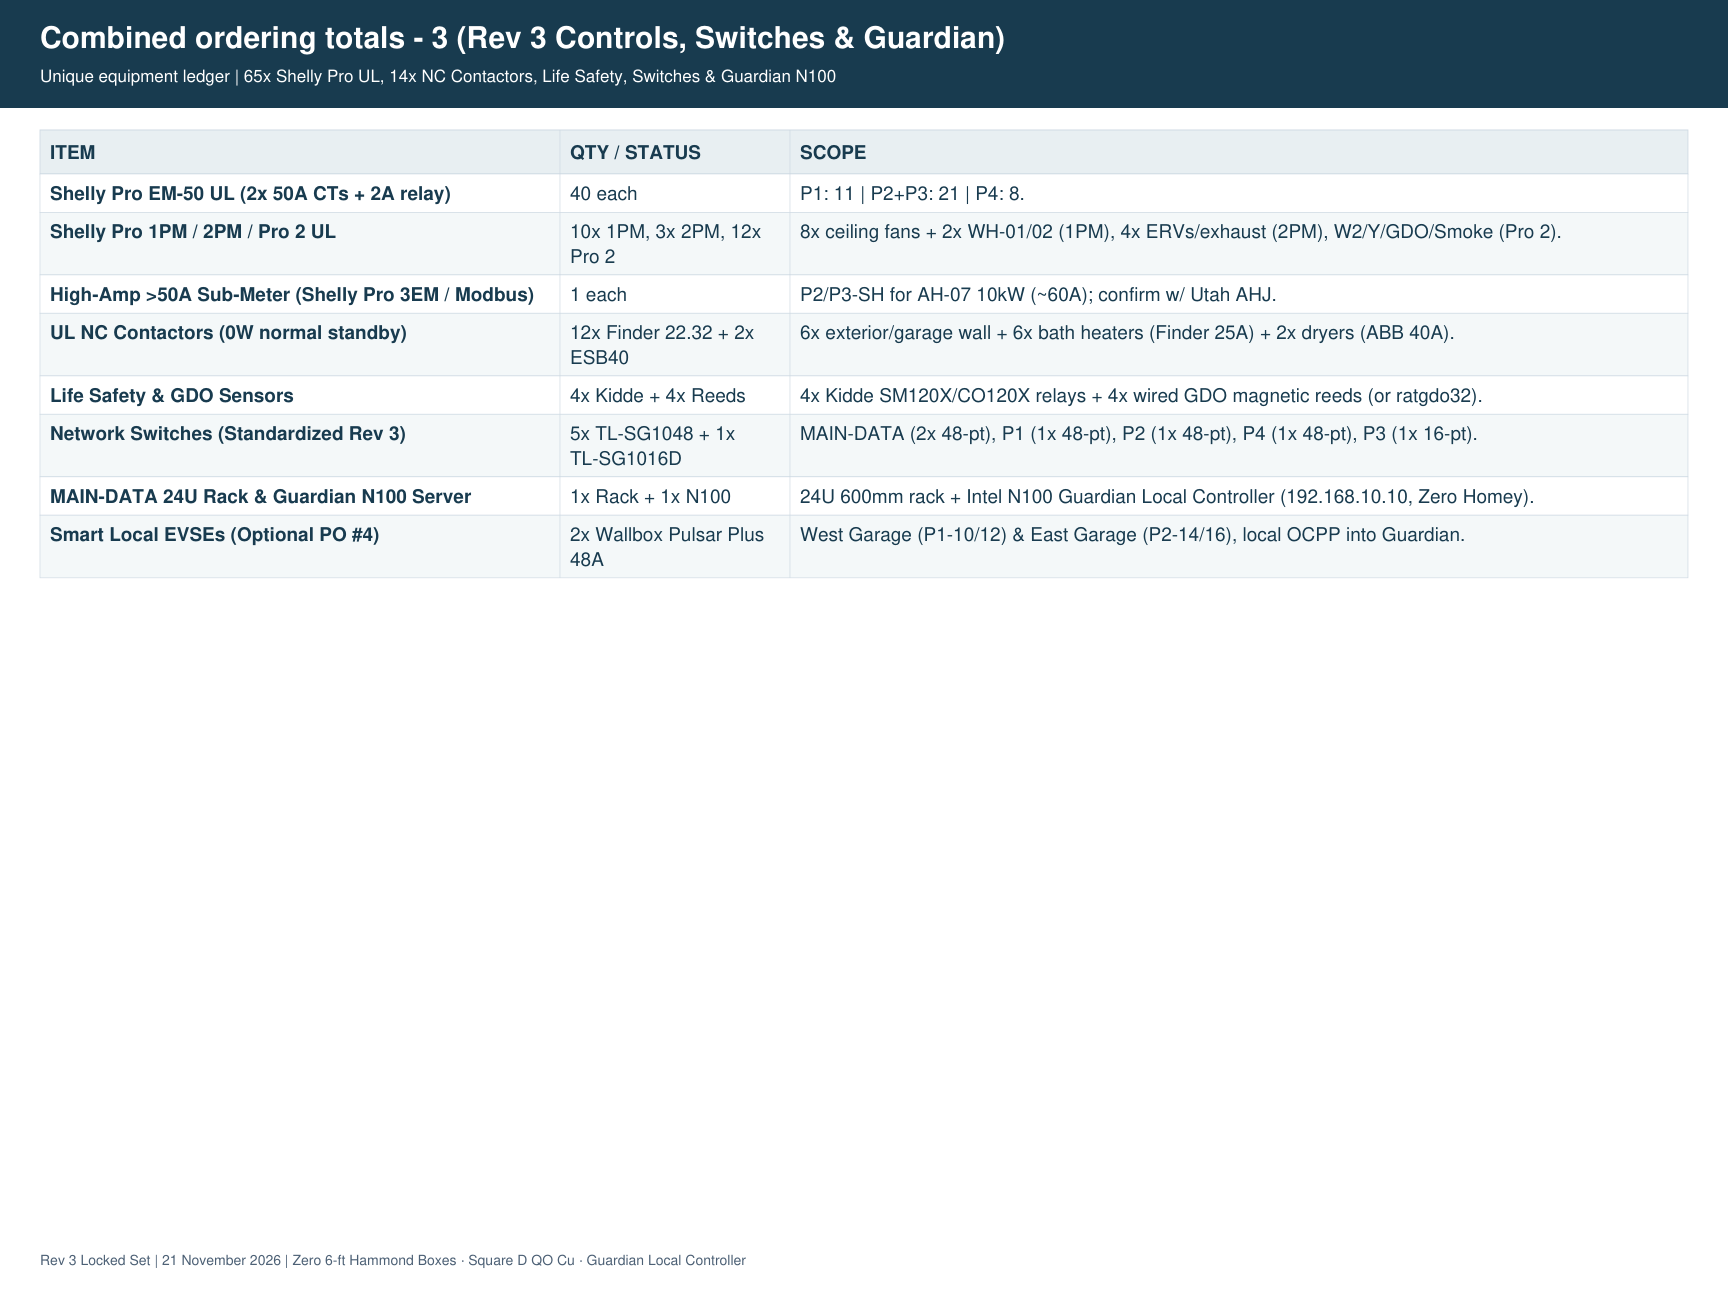 Combined ordering totals - 3 (Rev 3 Controls, Switches & Guardian)
Unique equipment ledger | 65x Shelly Pro UL, 14x NC Contactors, Life Safety, Switches & Guardian N100
ITEM QTY / STATUS SCOPE
Shelly Pro EM-50 UL (2x 50A CTs + 2A relay) 40 each P1: 11 | P2+P3: 21 | P4: 8.
Shelly Pro 1PM / 2PM / Pro 2 UL 10x 1PM, 3x 2PM, 12x 8x ceiling fans + 2x WH-01/02 (1PM), 4x ERVs/exhaust (2PM), W2/Y/GDO/Smoke (Pro 2).
Pro 2
High-Amp >50A Sub-Meter (Shelly Pro 3EM / Modbus) 1 each P2/P3-SH for AH-07 10kW (~60A); confirm w/ Utah AHJ.
UL NC Contactors (0W normal standby) 12x Finder 22.32 + 2x 6x exterior/garage wall + 6x bath heaters (Finder 25A) + 2x dryers (ABB 40A).
ESB40
Life Safety & GDO Sensors 4x Kidde + 4x Reeds 4x Kidde SM120X/CO120X relays + 4x wired GDO magnetic reeds (or ratgdo32).
Network Switches (Standardized Rev 3) 5x TL-SG1048 + 1x MAIN-DATA (2x 48-pt), P1 (1x 48-pt), P2 (1x 48-pt), P4 (1x 48-pt), P3 (1x 16-pt).
TL-SG1016D
MAIN-DATA 24U Rack & Guardian N100 Server 1x Rack + 1x N100 24U 600mm rack + Intel N100 Guardian Local Controller (192.168.10.10, Zero Homey).
Smart Local EVSEs (Optional PO #4) 2x Wallbox Pulsar Plus West Garage (P1-10/12) & East Garage (P2-14/16), local OCPP into Guardian.
48A
Rev 3 Locked Set | 21 November 2026 | Zero 6-ft Hammond Boxes · Square D QO Cu · Guardian Local Controller